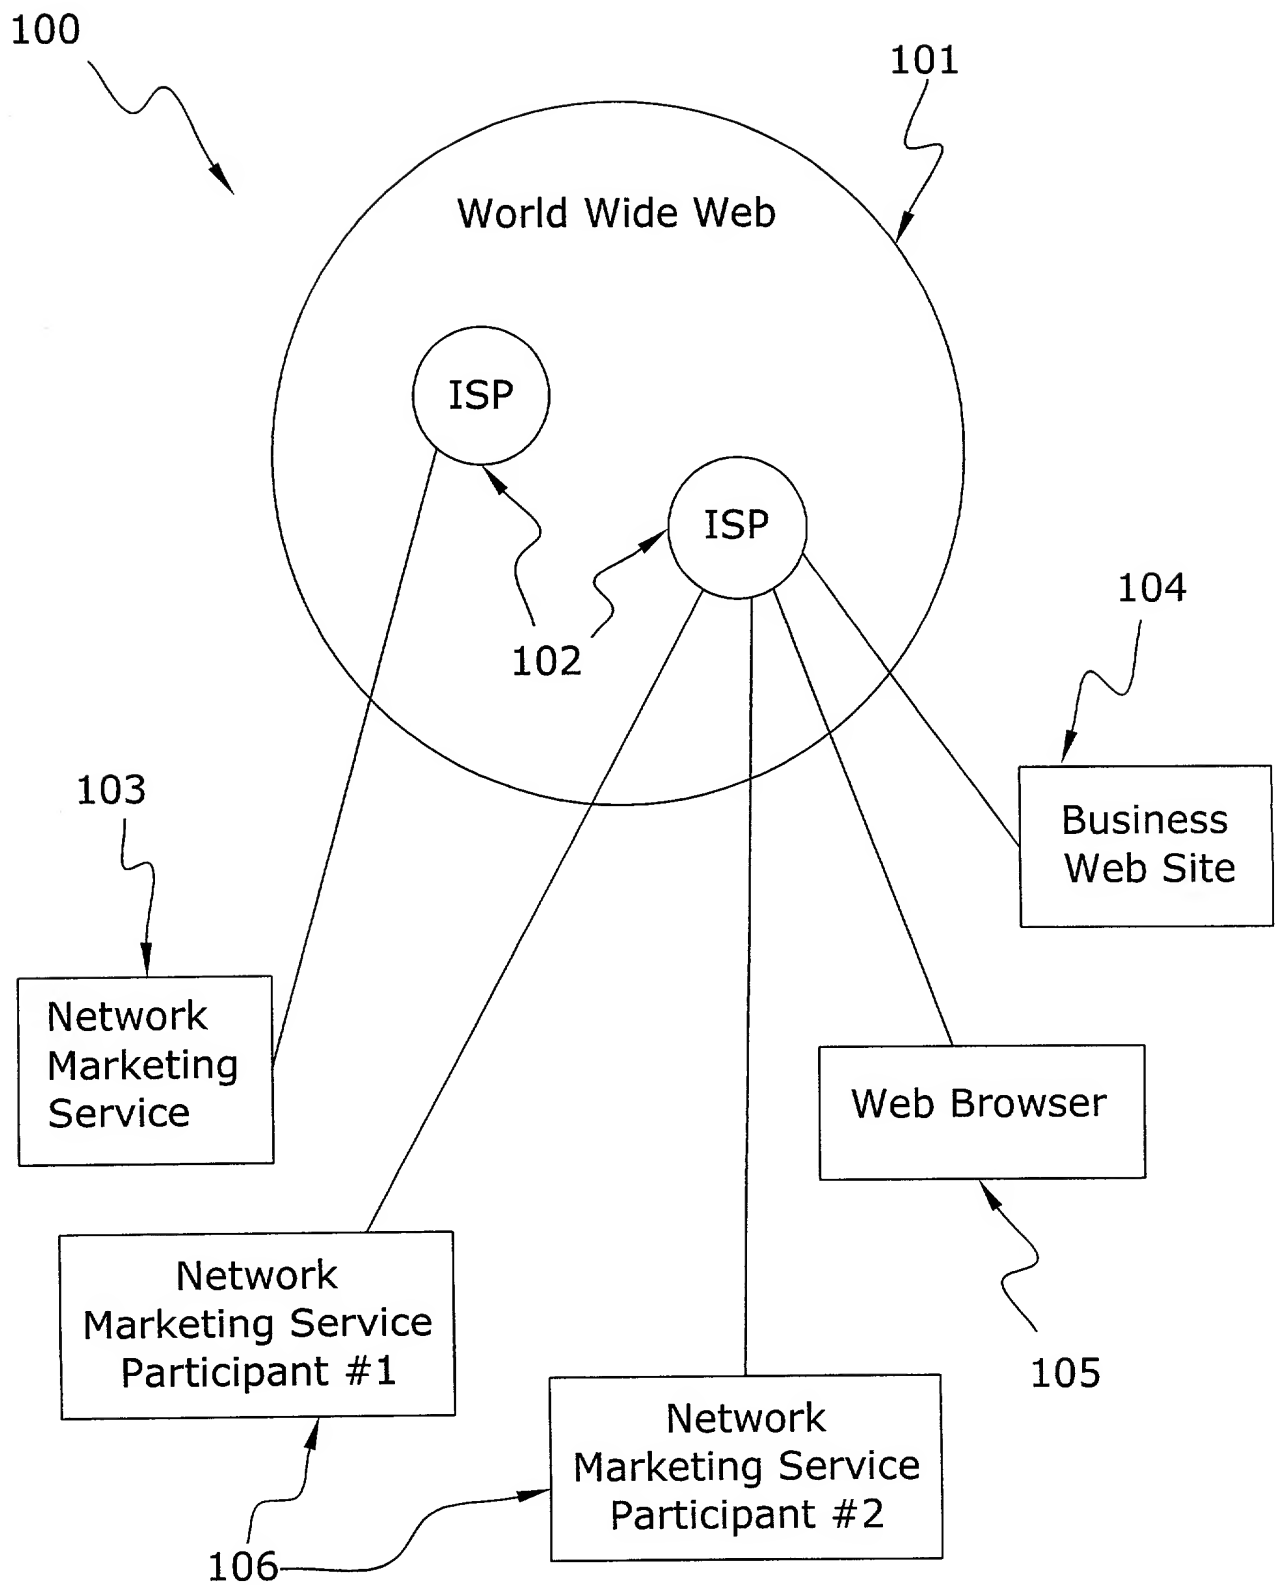 100
101
World Wide Web
ISP
ISP
104
102
103
Business
Web Site
Network
Marketing
Service
Web Browser
Network
Marketing Service
Participant #1
105
Network
Marketing Service
Participant #2
106